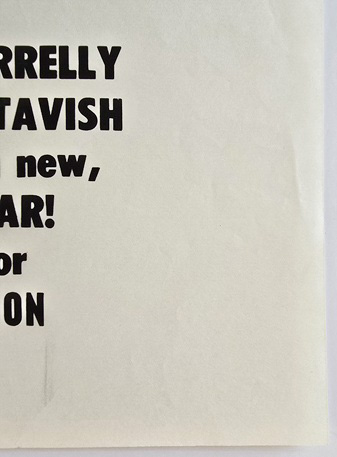 RRELLY
TAVISH
new,
AR!
or
ON